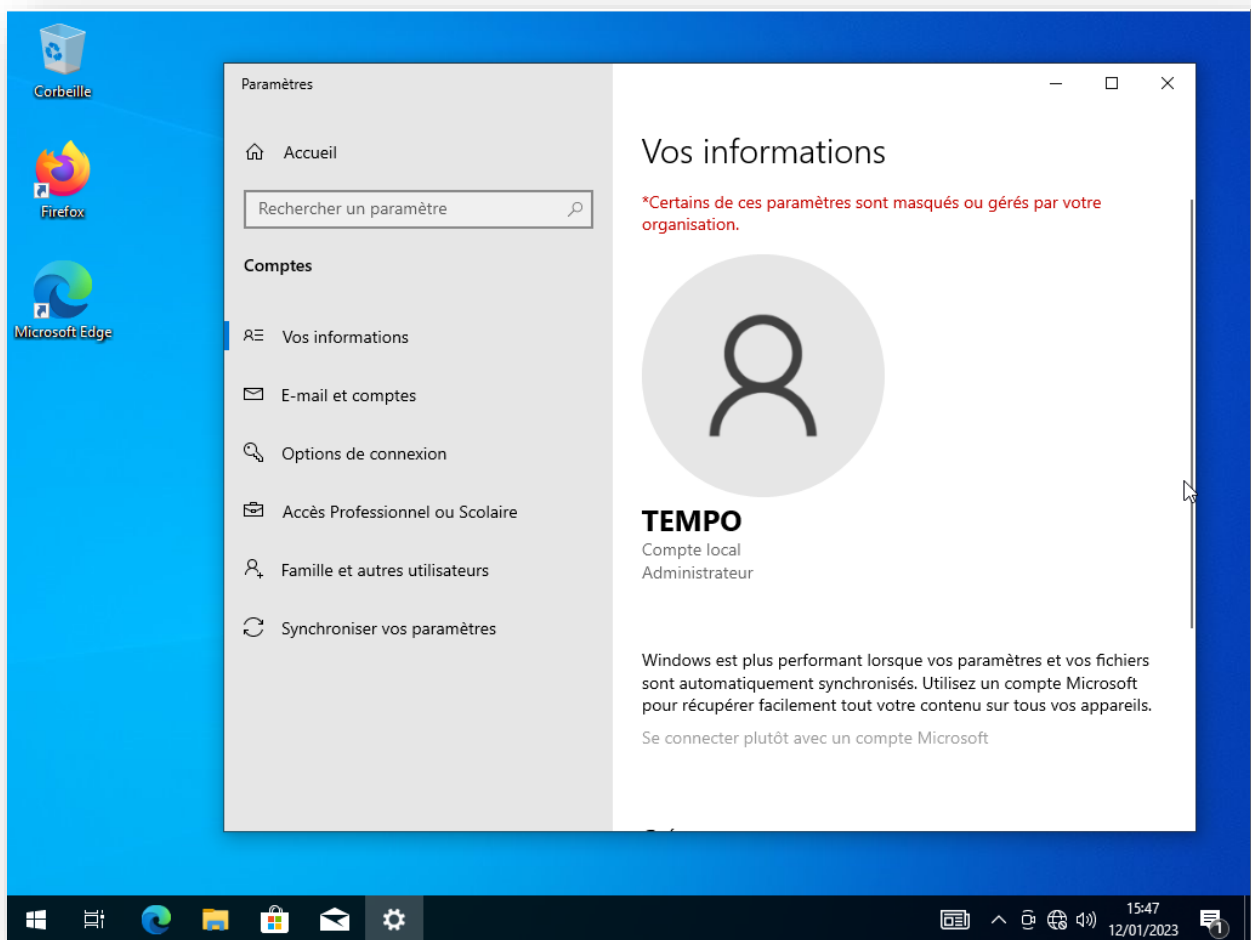 Corbeille
Firefox
Microsoft Edge
Paramètres
Accueil
Rechercher un paramètre
Comptes
Vos informations
E-mail et comptes
Options de connexion
Accès Professionnel ou Scolaire
Famille et autres utilisateurs
Synchroniser vos paramètres
Vos informations
*Certains de ces paramètres sont masqués ou gérés par votre
organisation.
TEMPO
Compte local
Administrateur
Windows est plus performant lorsque vos paramètres et vos fichiers
sont automatiquement synchronisés. Utilisez un compte Microsoft
pour récupérer facilement tout votre contenu sur tous vos appareils.
Se connecter plutôt avec un compte Microsoft
15:47
12/01/2023
1